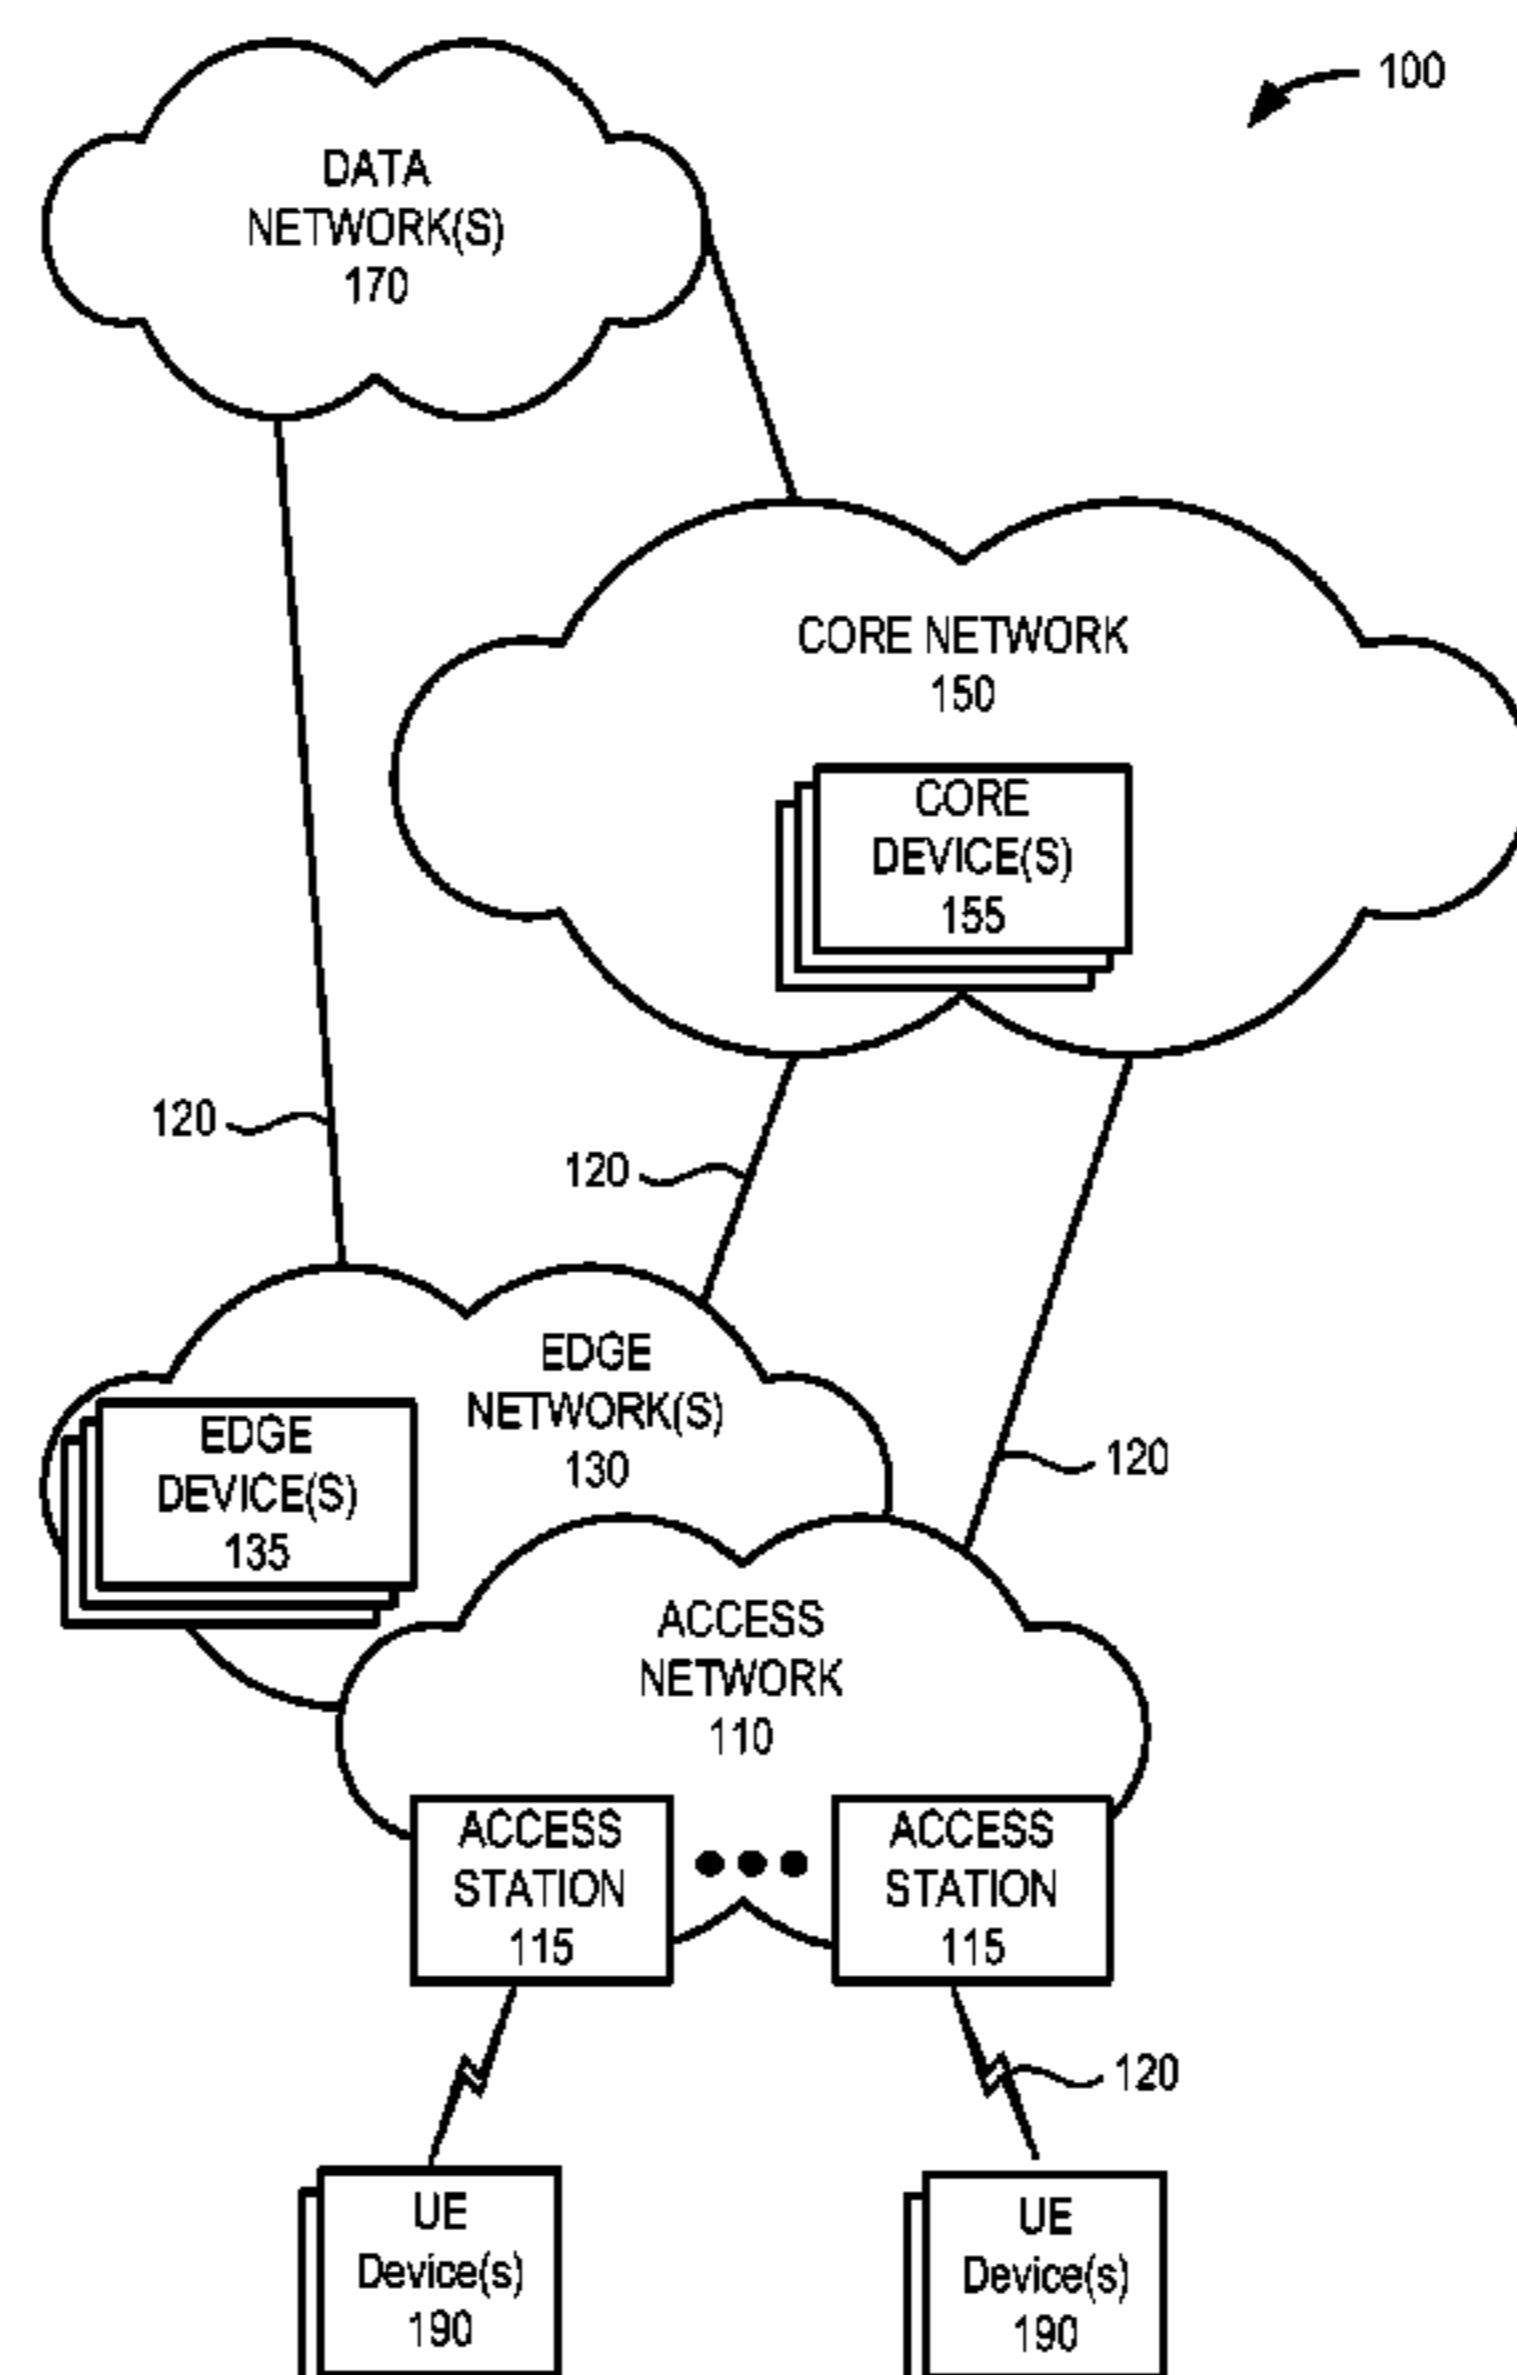 100
DATA
NETWORK(S)
170
CORE NETWORK
150
CORE
DEVICE(S)
155
120
120
120
EDGE
NETWORK(S)
130
EDGE
DEVICE(S)
135
ACCESS
NETWORK
110
ACCESS
STATION
115
ACCESS
STATION
115
120
UE
Device(s)
190
UE
Device(s)
190